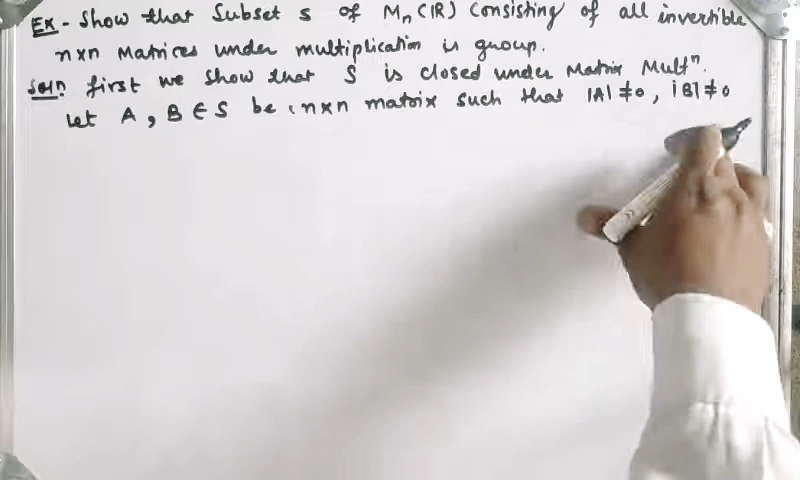 Ex - Show that Subset S of Mn (IR) Consisting of all invertible
nxn Matrices under multiplication is group.
Soln first we Show that S is closed under Matrix Multn.
Let A, B ∈ S be nxn matrix such that |A| ≠ 0, |B| ≠ 0